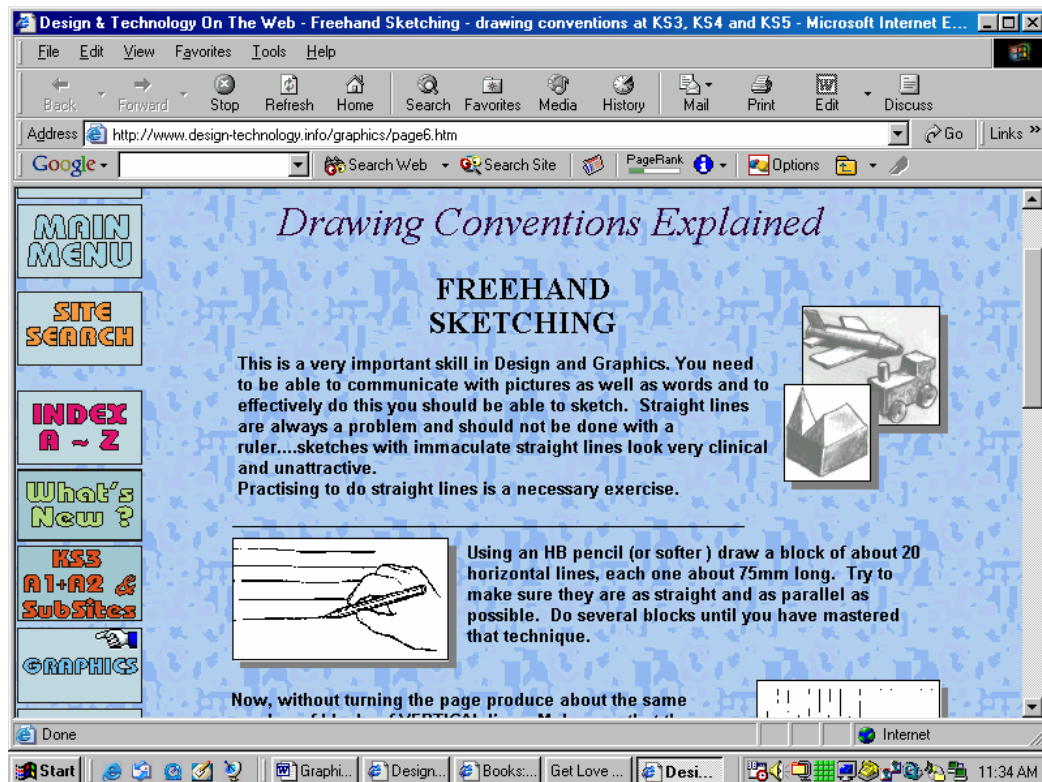 Design & Technology On The Web - Freehand Sketching - drawing conventions at KS3, KS4 and KS5 - Microsoft Internet E...
File Edit View Favorites Tools Help
Back Forward Stop Refresh Home Search Favorites Media History Mail Print Edit Discuss
Address http://www.design-technology.info/graphics/page6.htm Go Links »
Google Search Web Search Site PageRank Options
MAIN
MENU
SITE
SEARCH
INDEX
A ~ Z
What's
New ?
KS3
A1+A2 &
SubSites
GRAPHICS
Drawing Conventions Explained
FREEHAND
SKETCHING
This is a very important skill in Design and Graphics. You need
to be able to communicate with pictures as well as words and to
effectively do this you should be able to sketch. Straight lines
are always a problem and should not be done with a
ruler....sketches with immaculate straight lines look very clinical
and unattractive.
Practising to do straight lines is a necessary exercise.
Using an HB pencil (or softer ) draw a block of about 20
horizontal lines, each one about 75mm long. Try to
make sure they are as straight and as parallel as
possible. Do several blocks until you have mastered
that technique.
Now, without turning the page produce about the same
Done Internet
Start Graphi... Design... Books:... Get Love ... Desi... 11:34 AM